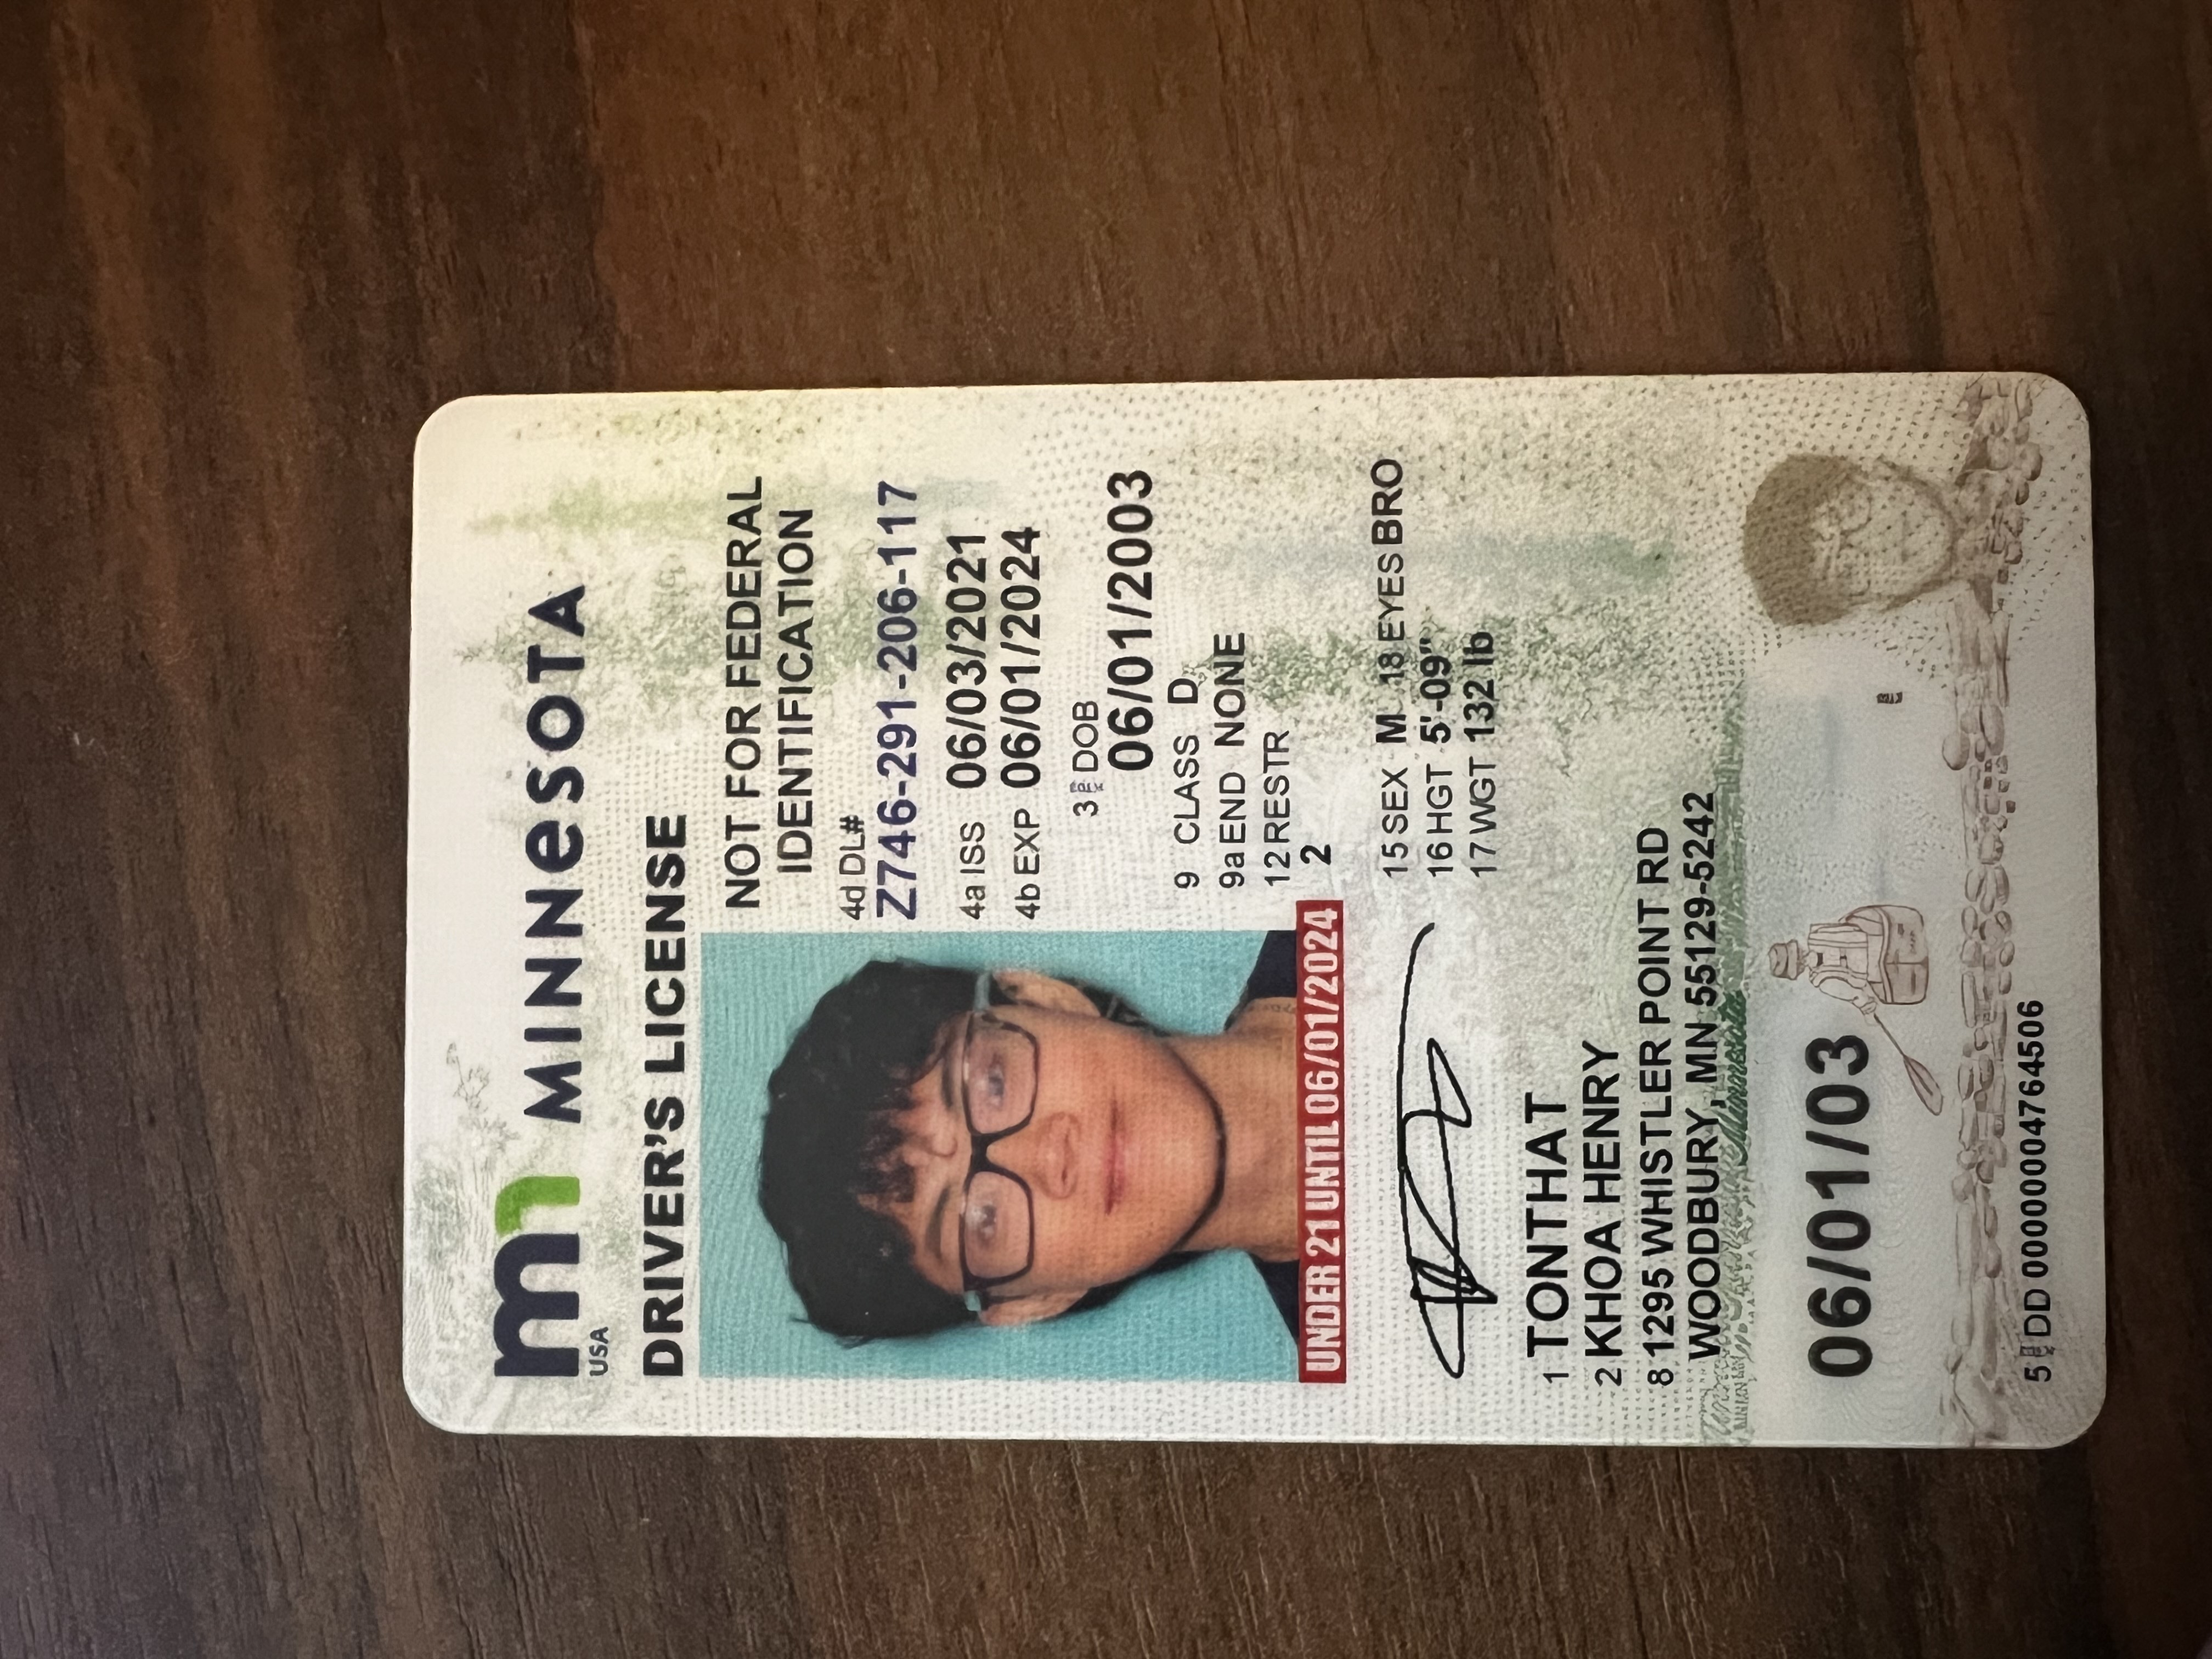 mn MINNeSOTA
USA
DRIVER'S LICENSE
NOT FOR FEDERAL
IDENTIFICATION
4d DL#
Z746-291-206-117
4a ISS 06/03/2021
4b EXP 06/01/2024
3 DOB
06/01/2003
9 CLASS D
9a END NONE
12 RESTR
2
UNDER 21 UNTIL 06/01/2024
15 SEX M 18 EYES BRO
16 HGT 5'-09"
17 WGT 132 lb
1 TONTHAT
2 KHOA HENRY
8 1295 WHISTLER POINT RD
WOODBURY, MN 55129-5242
Minnesota
06/01/03
5 DD 00000004764506